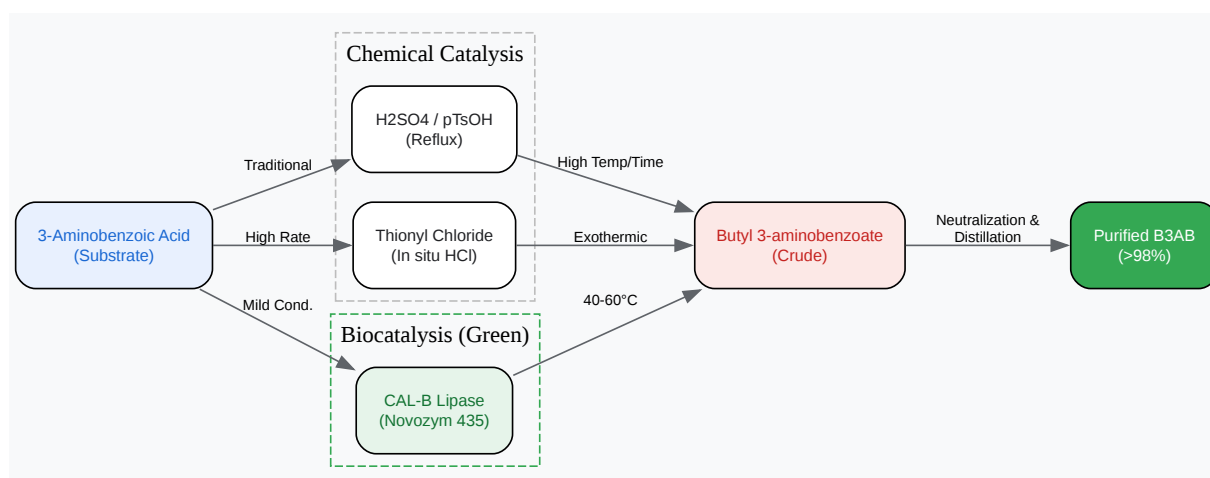 Chemical Catalysis
H2SO4 / pTsOH
(Reflux)
Traditional
High Temp/Time
3-Aminobenzoic Acid
(Substrate)
High Rate
Thionyl Chloride
(In situ HCl)
Exothermic
Butyl 3-aminobenzoate
(Crude)
Neutralization &
Distillation
Purified B3AB
(>98%)
Mild Cond.
40-60°C
Biocatalysis (Green)
CAL-B Lipase
(Novozym 435)